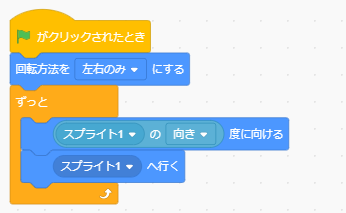 がクリックされたとき
回転方法を 左右のみ にする
ずっと
スプライト1 の 向き 度に向ける
スプライト1 へ行く